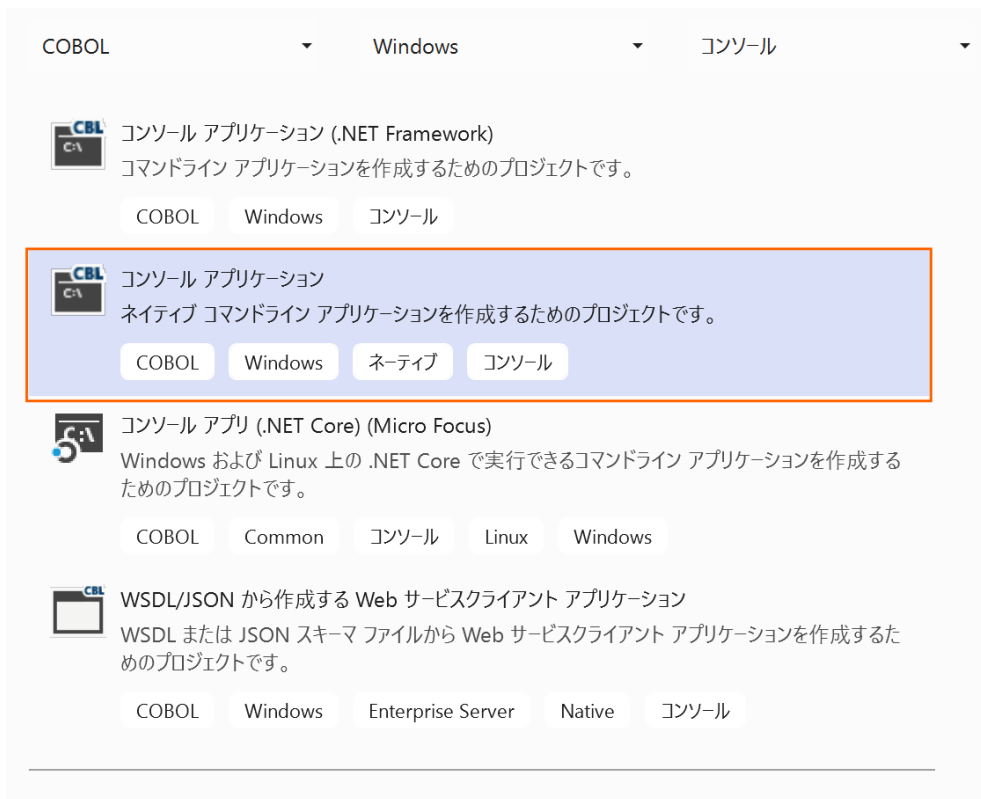 COBOL Windows コンソール
CBL
C:\
コンソール アプリケーション (.NET Framework)
コマンドライン アプリケーションを作成するためのプロジェクトです。
COBOL Windows コンソール
CBL
C:\
コンソール アプリケーション
ネイティブ コマンドライン アプリケーションを作成するためのプロジェクトです。
COBOL Windows ネーティブ コンソール
C:\
コンソール アプリ (.NET Core) (Micro Focus)
Windows および Linux 上の .NET Core で実行できるコマンドライン アプリケーションを作成する
ためのプロジェクトです。
COBOL Common コンソール Linux Windows
CBL
WSDL/JSON から作成する Web サービスクライアント アプリケーション
WSDL または JSON スキーマ ファイルから Web サービスクライアント アプリケーションを作成するた
めのプロジェクトです。
COBOL Windows Enterprise Server Native コンソール